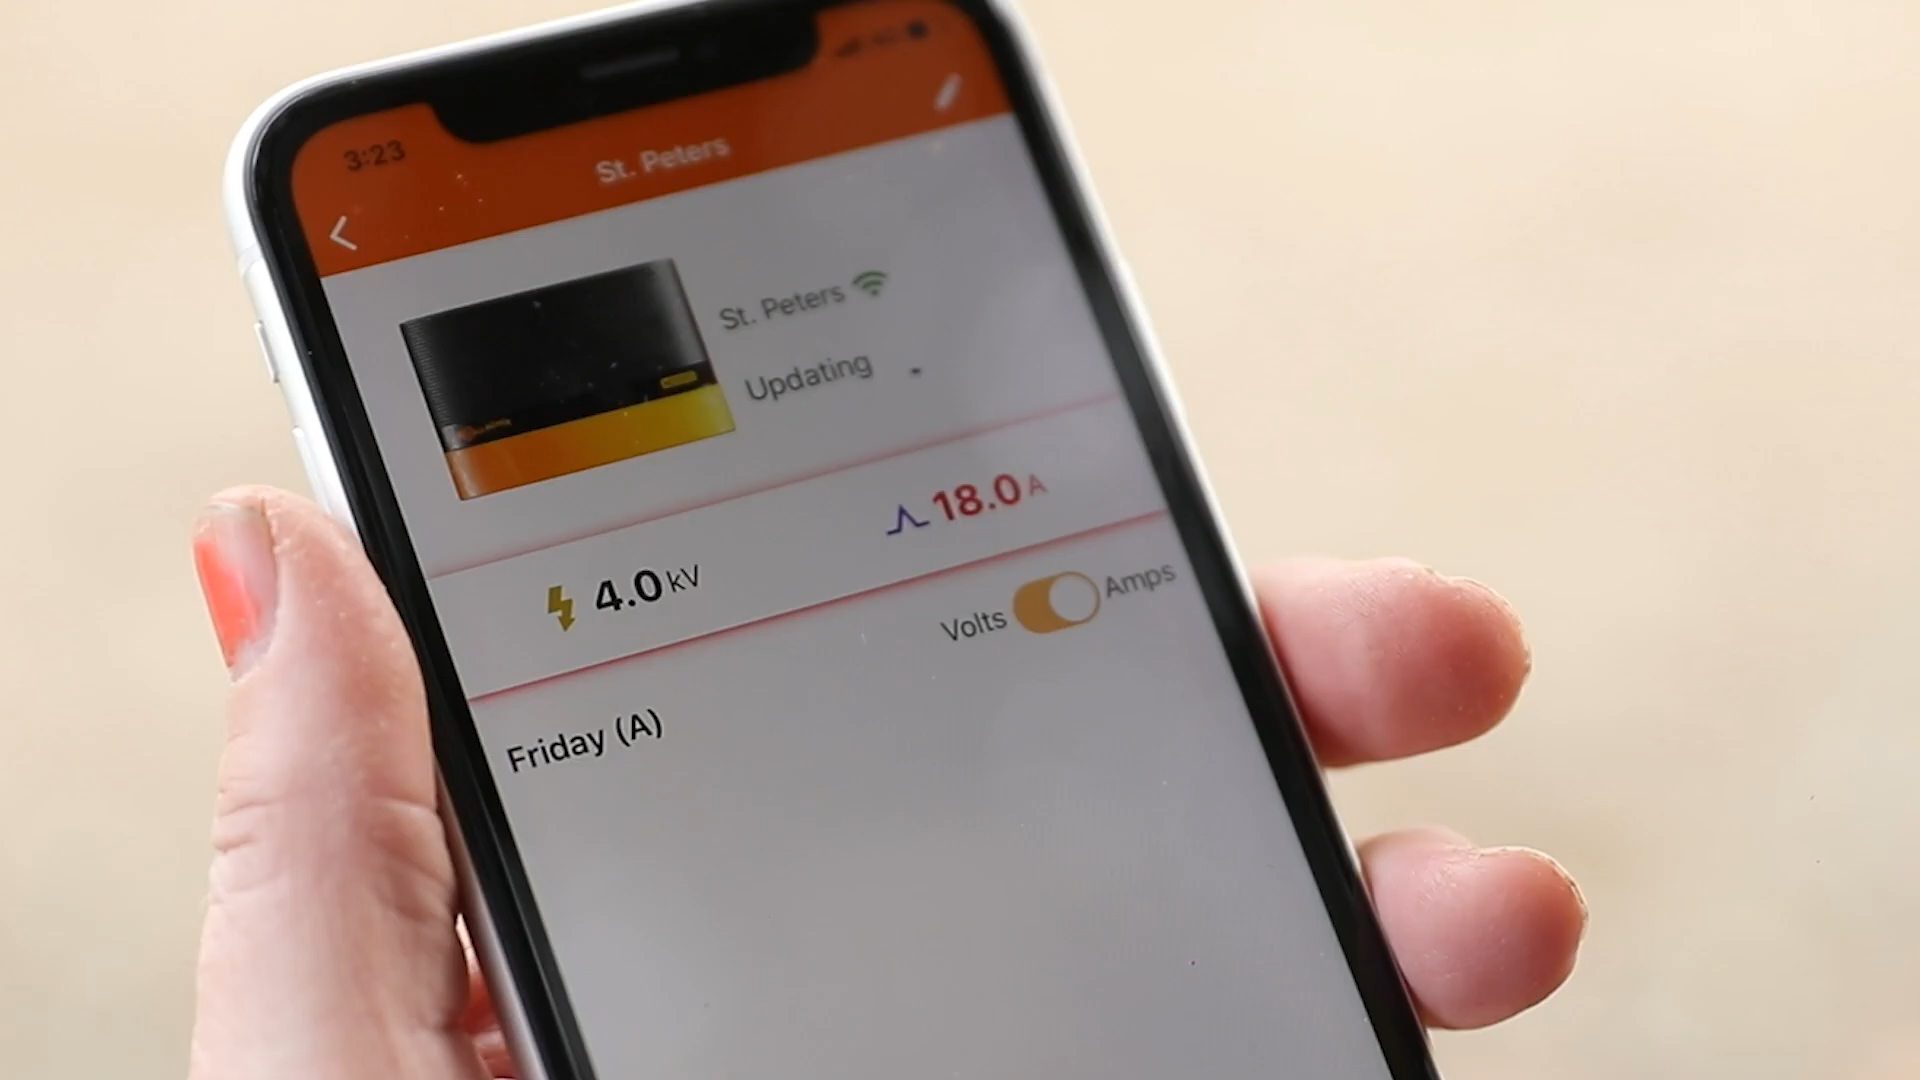 3:23
St. Peters
St. Peters
Updating
4.0 kV
18.0 A
Volts
Amps
Friday (A)